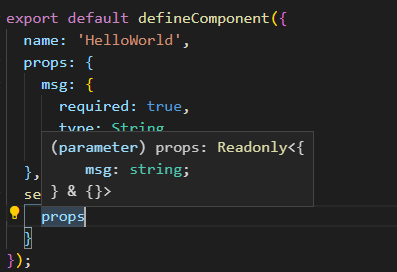 export default defineComponent({
name: 'HelloWorld',
props: {
msg: {
required: true,
type: String
(parameter) props: Readonly<{
msg: string;
},
} & {}>
se
props
}
});